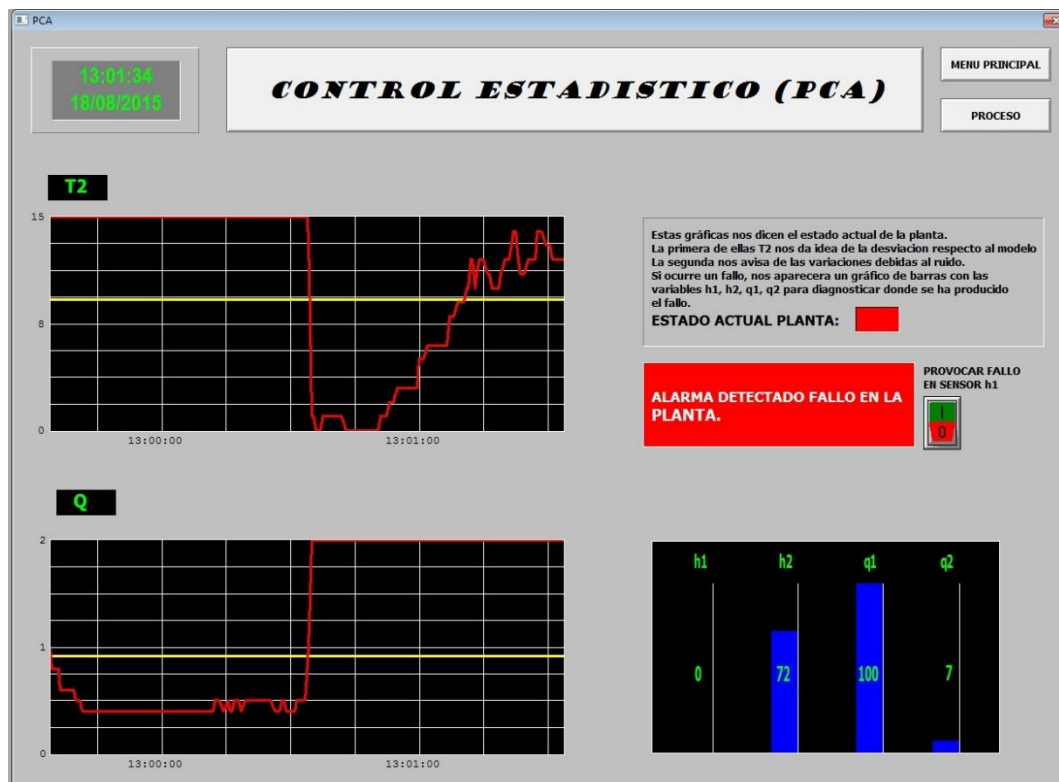 PCA
13:01:34
18/08/2015
CONTROL ESTADISTICO (PCA)
MENU PRINCIPAL
PROCESO
T2
15
8
0
13:00:00 13:01:00
Estas gráficas nos dicen el estado actual de la planta.
La primera de ellas T2 nos da idea de la desviacion respecto al modelo
La segunda nos avisa de las variaciones debidas al ruido.
Si ocurre un fallo, nos aparecera un gráfico de barras con las
variables h1, h2, q1, q2 para diagnosticar donde se ha producido
el fallo.
ESTADO ACTUAL PLANTA:
ALARMA DETECTADO FALLO EN LA
PLANTA.
PROVOCAR FALLO
EN SENSOR h1
I
0
Q
2
1
0
13:00:00 13:01:00
h1 h2 q1 q2
0 72 100 7